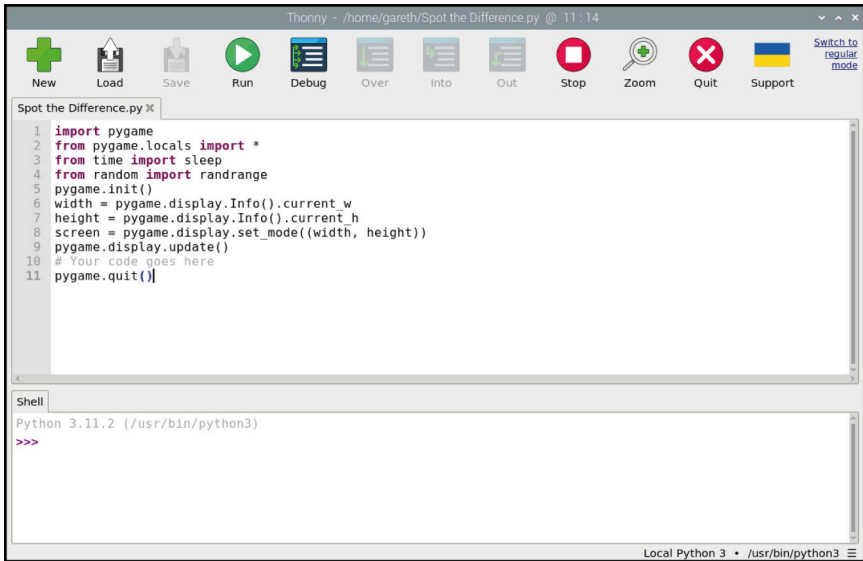 Thonny - /home/gareth/Spot the Difference.py @ 11 : 14
New
Load
Save
Run
Debug
Over
Into
Out
Stop
Zoom
Quit
Support
Switch to
regular
mode
Spot the Difference.py
1 import pygame
2 from pygame.locals import *
3 from time import sleep
4 from random import randrange
5 pygame.init()
6 width = pygame.display.Info().current_w
7 height = pygame.display.Info().current_h
8 screen = pygame.display.set_mode((width, height))
9 pygame.display.update()
10 # Your code goes here
11 pygame.quit()
Shell
Python 3.11.2 (/usr/bin/python3)
>>>
Local Python 3 • /usr/bin/python3 ☰